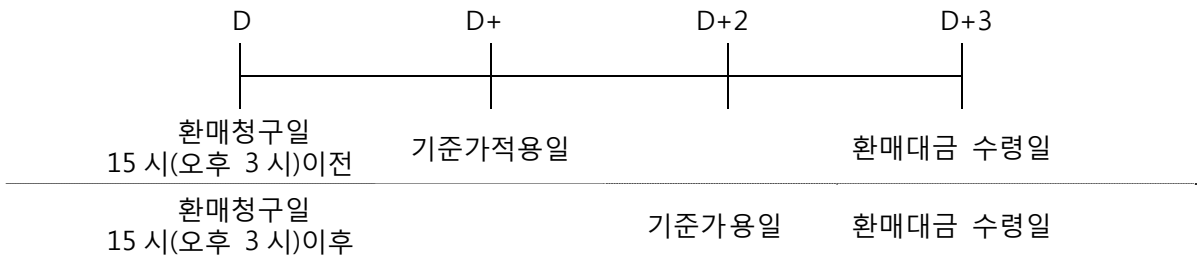 D D+ D+2 D+3
환매청구일
15 시(오후 3 시)이전 기준가적용일 환매대금 수령일
환매청구일
15 시(오후 3 시)이후 기준가용일 환매대금 수령일